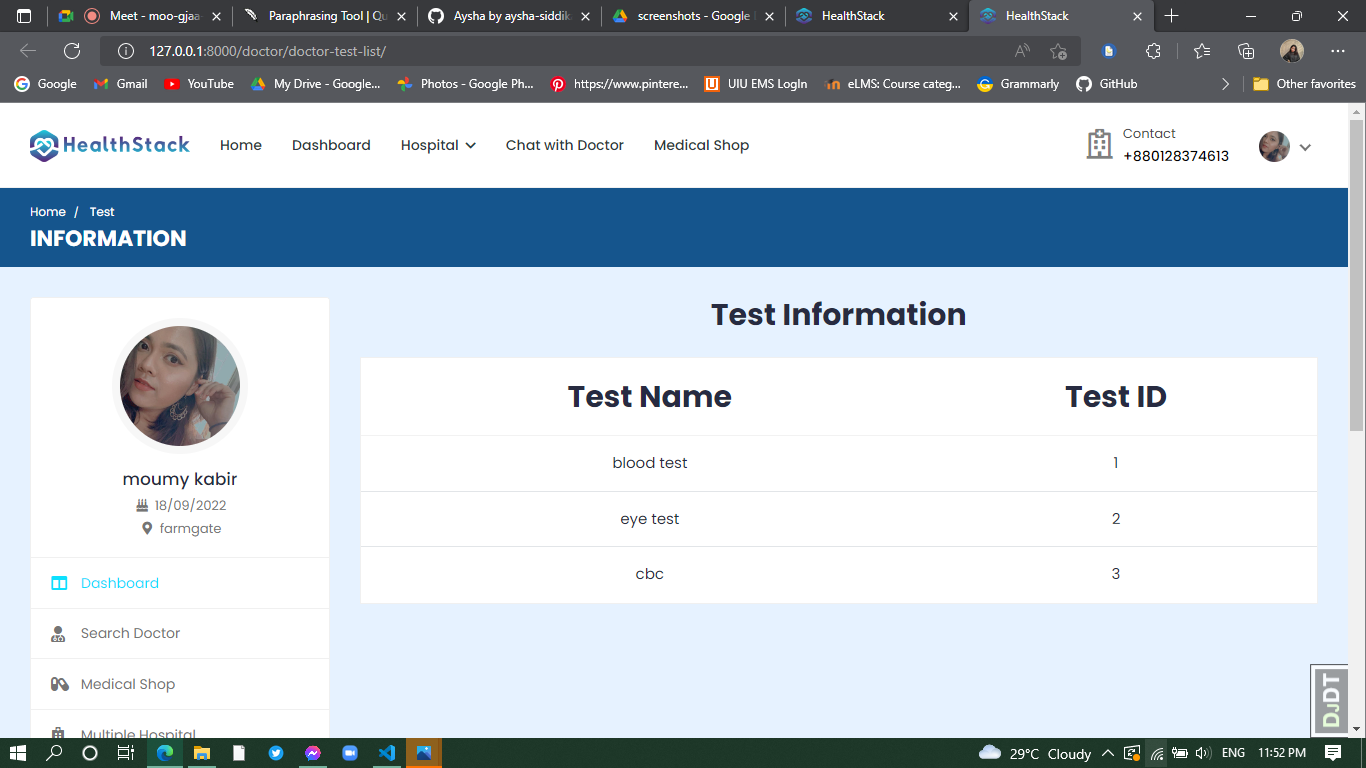 Meet - moo-gjaa
Paraphrasing Tool | Qu
Aysha by aysha-siddik
screenshots - Google
HealthStack
HealthStack
127.0.0.1:8000/doctor/doctor-test-list/
Google
Gmail
YouTube
My Drive - Google...
Photos - Google Ph...
https://www.pintere...
UIU EMS LogIn
eLMS: Course categ...
Grammarly
GitHub
Other favorites
HealthStack
Home
Dashboard
Hospital
Chat with Doctor
Medical Shop
Contact
+880128374613
Home / Test
INFORMATION
moumy kabir
18/09/2022
farmgate
Dashboard
Search Doctor
Medical Shop
Multiple Hospital
Test Information
Test Name Test ID
blood test 1
eye test 2
cbc 3
DJDT
29°C Cloudy
ENG
11:52 PM